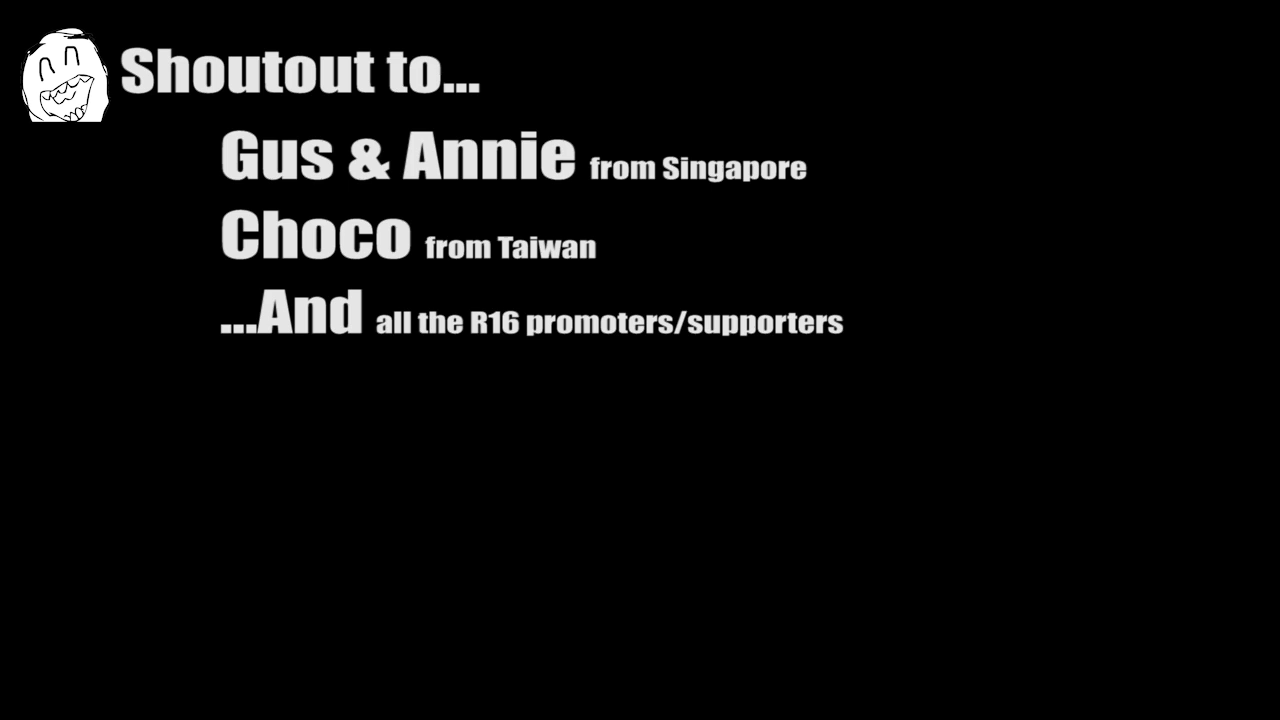 Shoutout to...
Gus & Annie from Singapore
Choco from Taiwan
...And all the R16 promoters/supporters